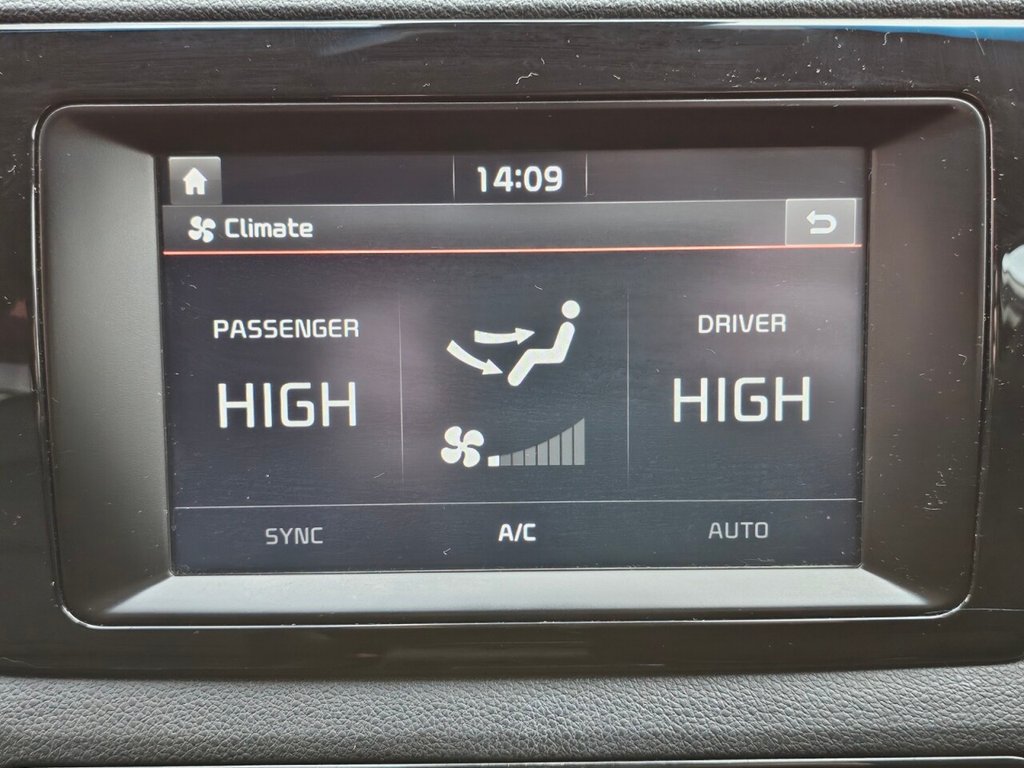 14:09
Climate
PASSENGER
DRIVER
HIGH
HIGH
SYNC
A/C
AUTO